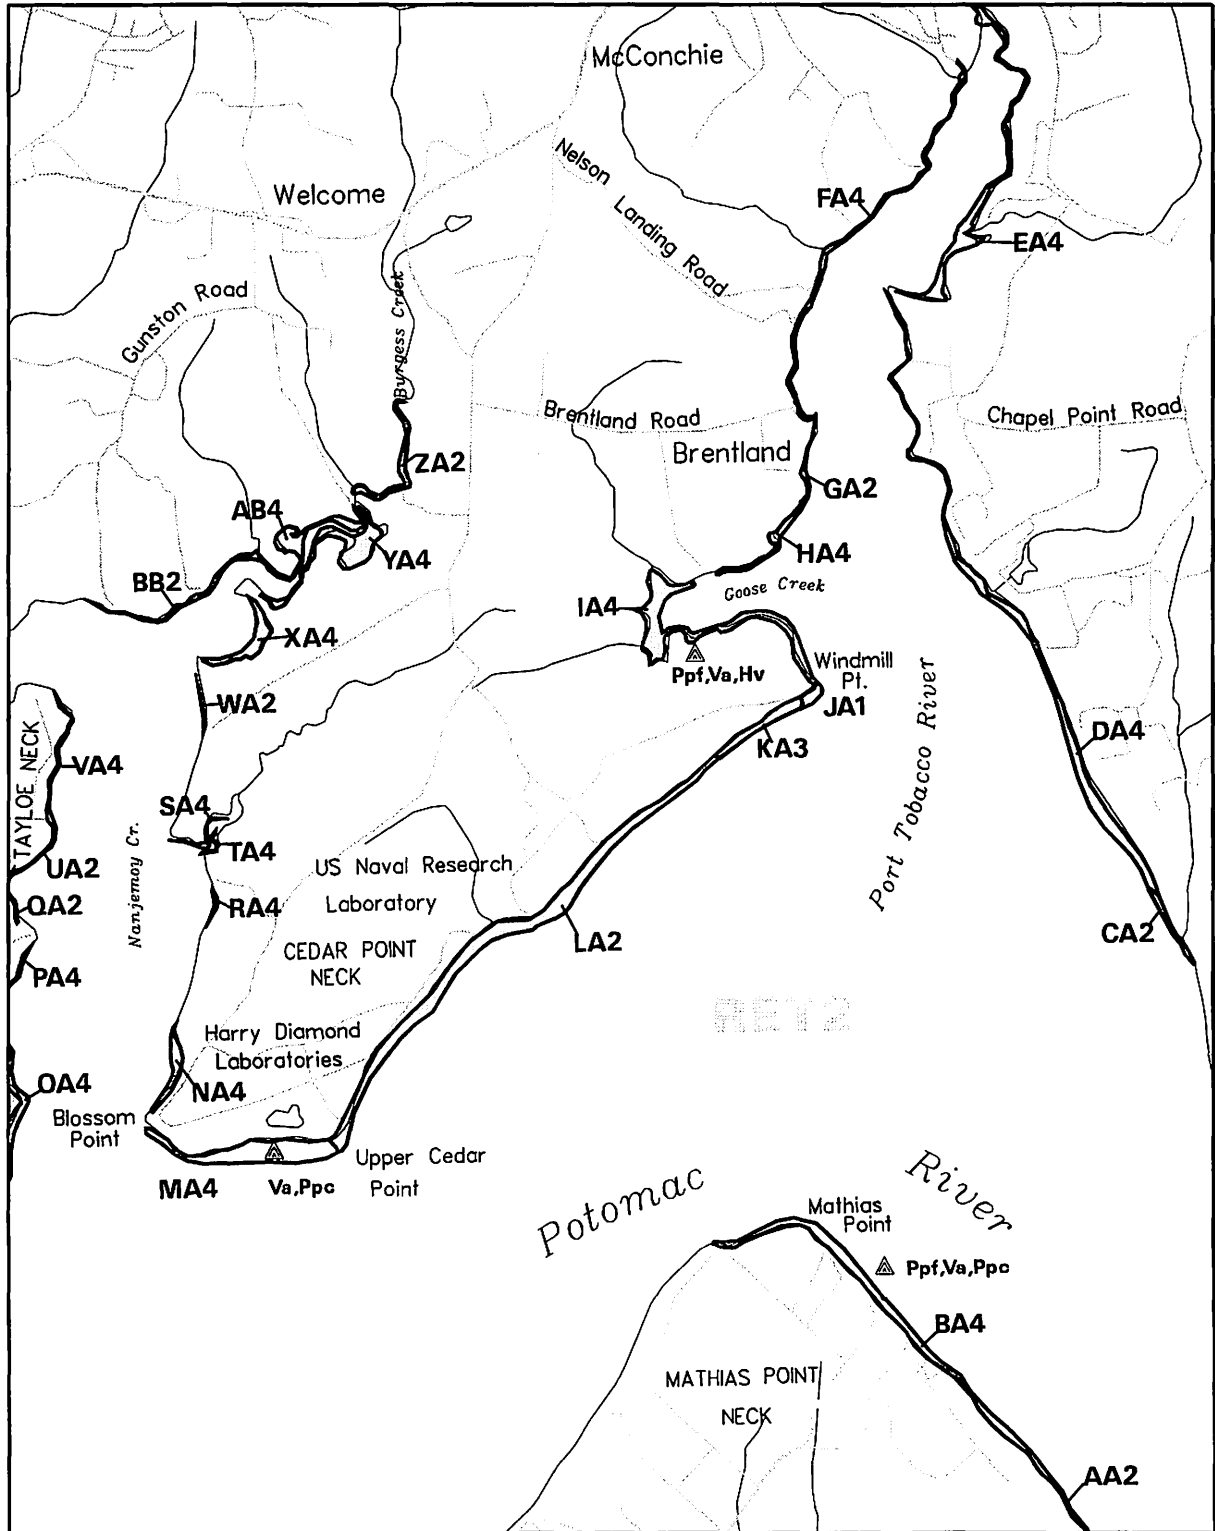 McConchie
Nelson
Landing
Road
Welcome
FA4
EA4
Gunston Road
Burgess Creek
Brentland Road
Chapel Point Road
Brentland
ZA2
GA2
AB4
YA4
HA4
BB2
Goose Creek
IA4
XA4
Ppf,Va,Hv
Windmill
Pt.
WA2
JA1
KA3
DA4
TAYLOE NECK
VA4
SA4
Nanjemoy Cr.
TA4
Port Tobacco River
UA2
US Naval Research
Laboratory
QA2
RA4
CEDAR POINT
NECK
LA2
CA2
PA4
RET2
Harry Diamond
Laboratories
OA4
NA4
Blossom
Point
Upper Cedar
Point
MA4
Va,Ppc
Potomac River
Mathias
Point
Ppf,Va,Ppc
BA4
MATHIAS POINT
NECK
AA2